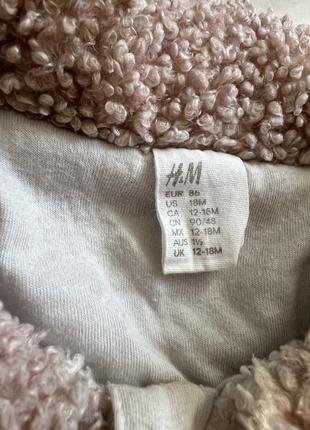 H&M
EUR 86
US 18M
CA 12-18M
CN 90/48
MX 12-18M
AUS 1½
UK 12-18M